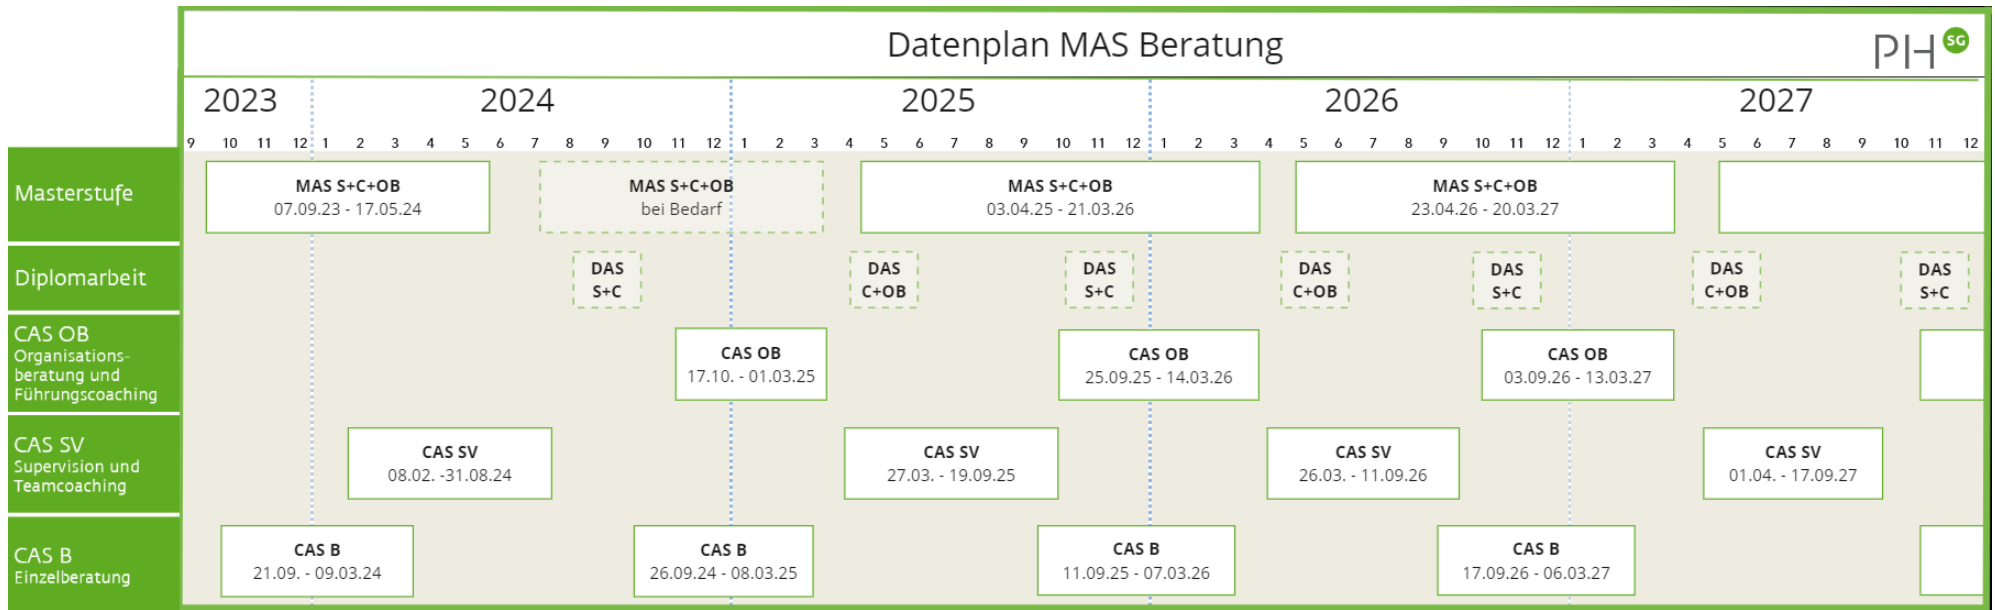 Datenplan MAS Beratung
PH SG
2023 2024 2025 2026 2027
9 10 11 12 1 2 3 4 5 6 7 8 9 10 11 12 1 2 3 4 5 6 7 8 9 10 11 12 1 2 3 4 5 6 7 8 9 10 11 12 1 2 3 4 5 6 7 8 9 10 11 12
Masterstufe
MAS S+C+OB
07.09.23 - 17.05.24
MAS S+C+OB
bei Bedarf
MAS S+C+OB
03.04.25 - 21.03.26
MAS S+C+OB
23.04.26 - 20.03.27
Diplomarbeit
DAS
S+C
DAS
C+OB
DAS
S+C
DAS
C+OB
DAS
S+C
DAS
C+OB
DAS
S+C
CAS OB
Organisations-
beratung und
Führungscoaching
CAS OB
17.10. - 01.03.25
CAS OB
25.09.25 - 14.03.26
CAS OB
03.09.26 - 13.03.27
CAS SV
Supervision und
Teamcoaching
CAS SV
08.02. -31.08.24
CAS SV
27.03. - 19.09.25
CAS SV
26.03. - 11.09.26
CAS SV
01.04. - 17.09.27
CAS B
Einzelberatung
CAS B
21.09. - 09.03.24
CAS B
26.09.24 - 08.03.25
CAS B
11.09.25 - 07.03.26
CAS B
17.09.26 - 06.03.27